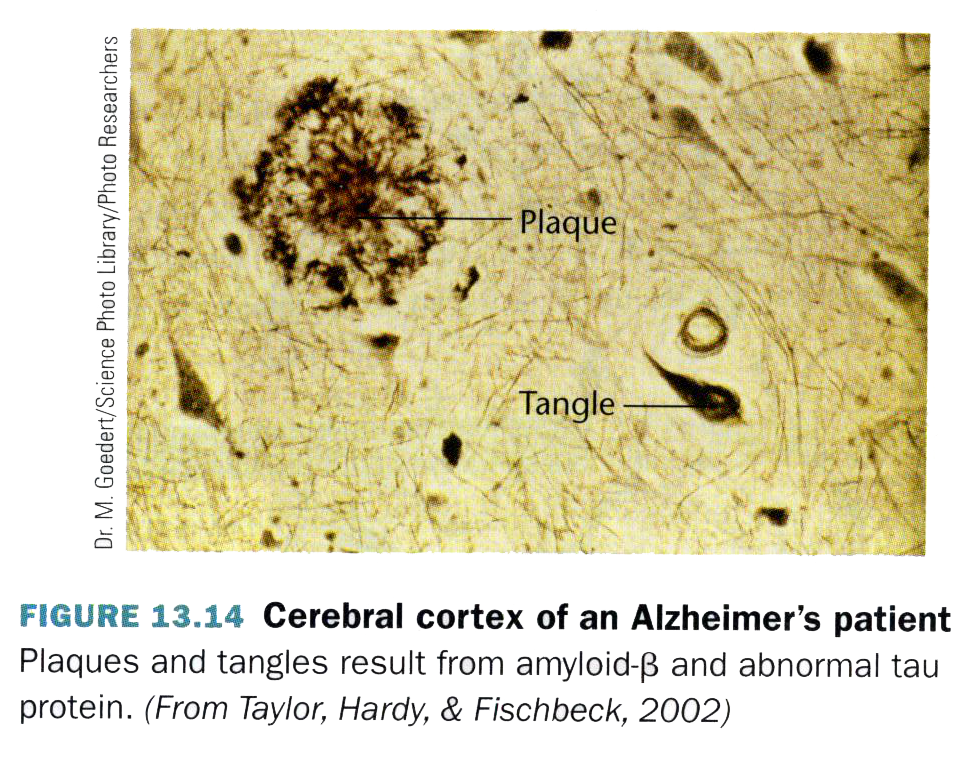 Dr. M. Goedert/Science Photo Library/Photo Researchers
Plaque
Tangle
FIGURE 13.14 Cerebral cortex of an Alzheimer's patient
Plaques and tangles result from amyloid-β and abnormal tau
protein. (From Taylor, Hardy, & Fischbeck, 2002)